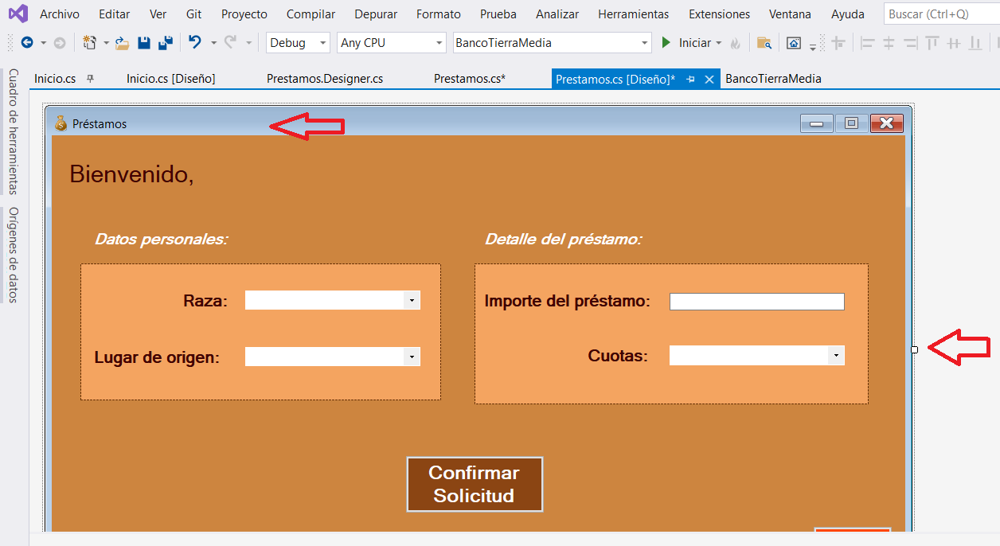 Archivo Editar Ver Git Proyecto Compilar Depurar Formato Prueba Analizar Herramientas Extensiones Ventana Ayuda Buscar (Ctrl+Q)
Debug Any CPU BancoTierraMedia Iniciar
Inicio.cs Inicio.cs [Diseño] Prestamos.Designer.cs Prestamos.cs* Prestamos.cs [Diseño]* BancoTierraMedia
Cuadro de herramientas
Orígenes de datos
Préstamos
Bienvenido,
Datos personales: Detalle del préstamo:
Raza: Importe del préstamo:
Lugar de origen: Cuotas:
Confirmar
Solicitud